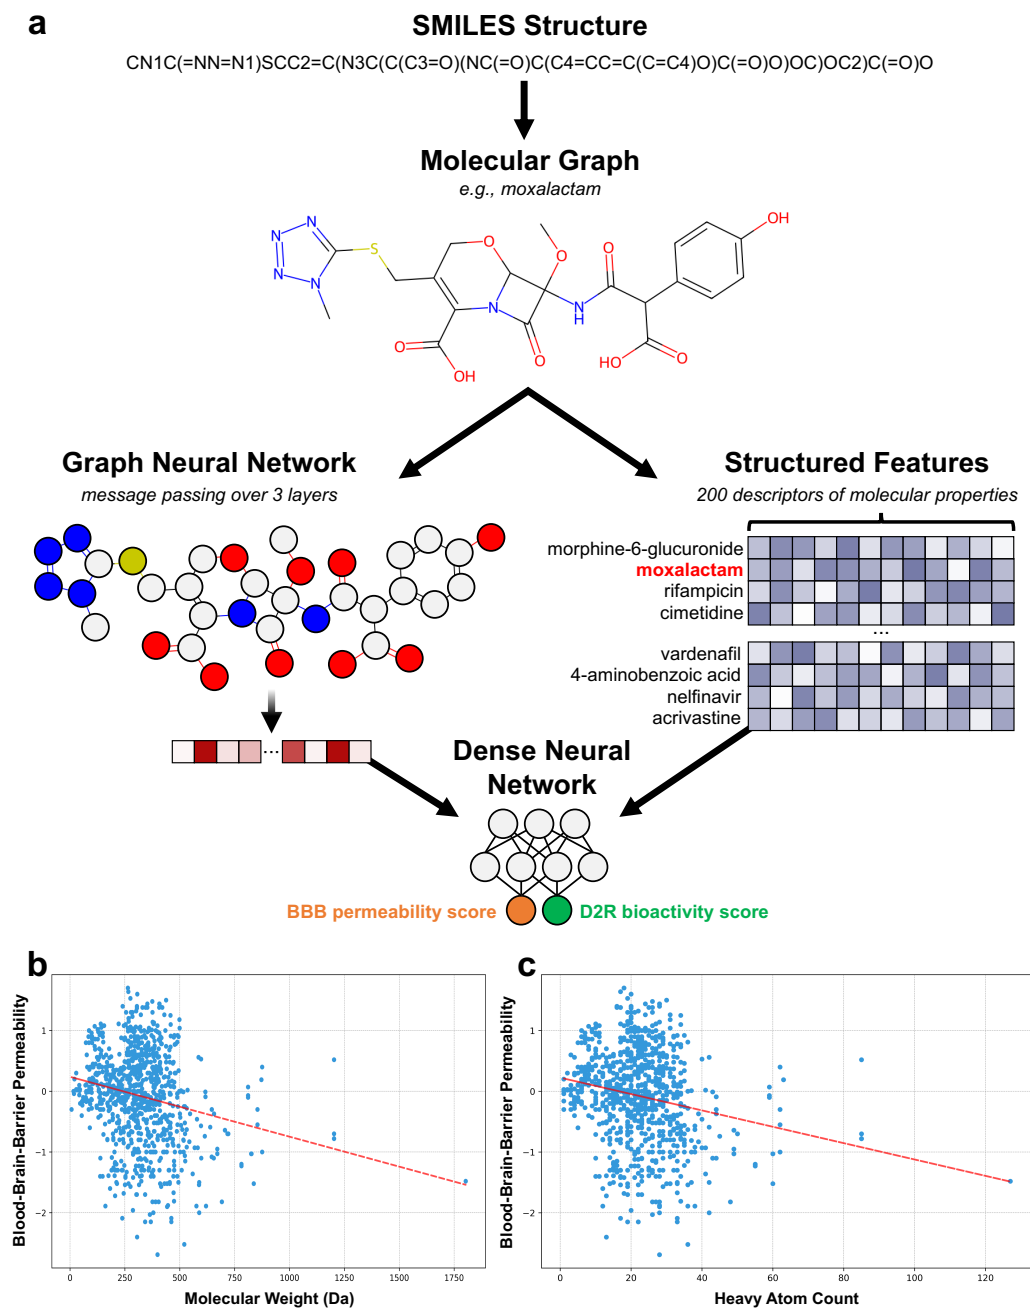 a
SMILES Structure
CN1C(=NN=N1)SCC2=C(N3C(C(C3=O)(NC(=O)C(C4=CC=C(C=C4)O)C(=O)O)OC)OC2)C(=O)O
Molecular Graph
e.g., moxalactam
N
N
N
N
S
O
O
O
OH
N
N
H
O
O
OH
HO
O
Graph Neural Network
message passing over 3 layers
Structured Features
200 descriptors of molecular properties
morphine-6-glucuronide
moxalactam
rifampicin
cimetidine
...
vardenafil
4-aminobenzoic acid
nelfinavir
acrivastine
...
Dense Neural
Network
BBB permeability score
D2R bioactivity score
b
Blood-Brain-Barrier Permeability
1
0
−1
−2
0 250 500 750 1000 1250 1500 1750
Molecular Weight (Da)
c
Blood-Brain-Barrier Permeability
1
0
−1
−2
0 20 40 60 80 100 120
Heavy Atom Count